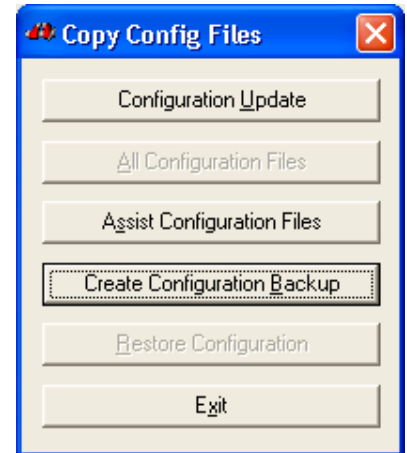 Copy Config Files
Configuration Update
All Configuration Files
Assist Configuration Files
Create Configuration Backup
Restore Configuration
Exit